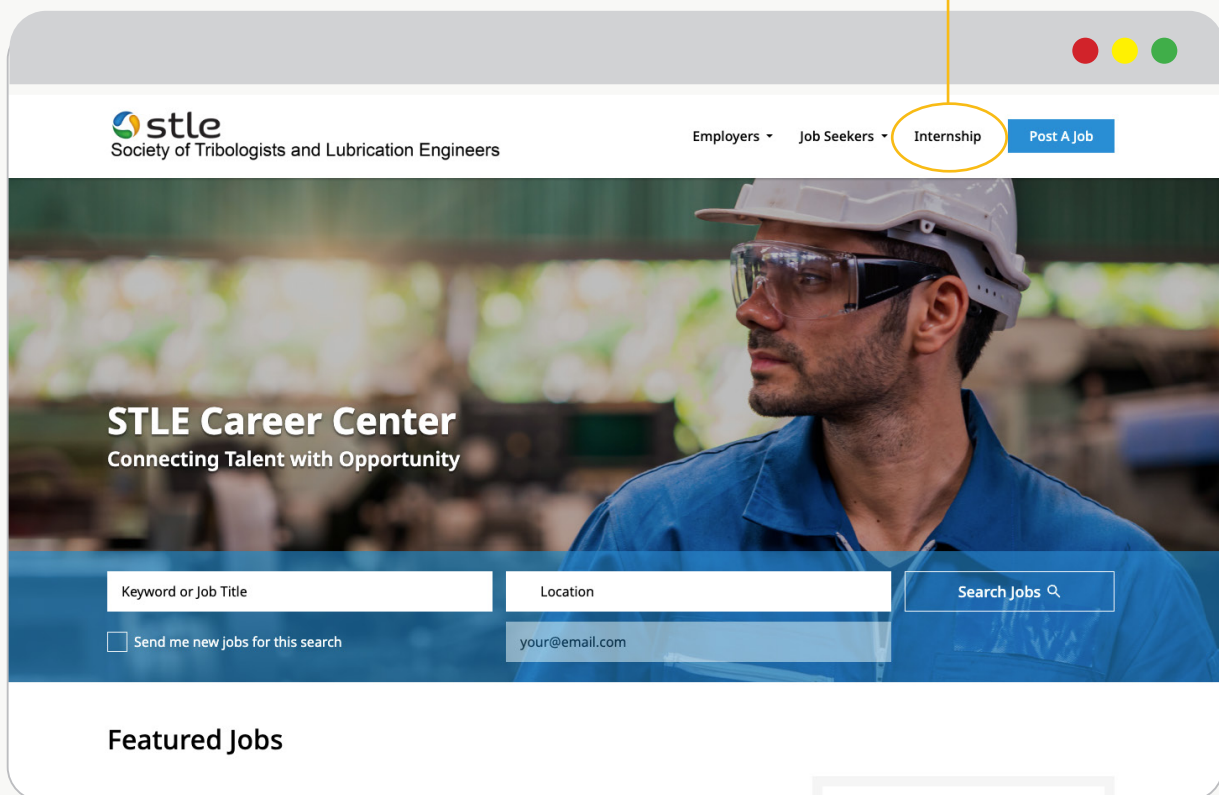 stle
Society of Tribologists and Lubrication Engineers
Employers Job Seekers Internship Post A Job
STLE Career Center
Connecting Talent with Opportunity
Keyword or Job Title Location Search Jobs
Send me new jobs for this search your@email.com
Featured Jobs